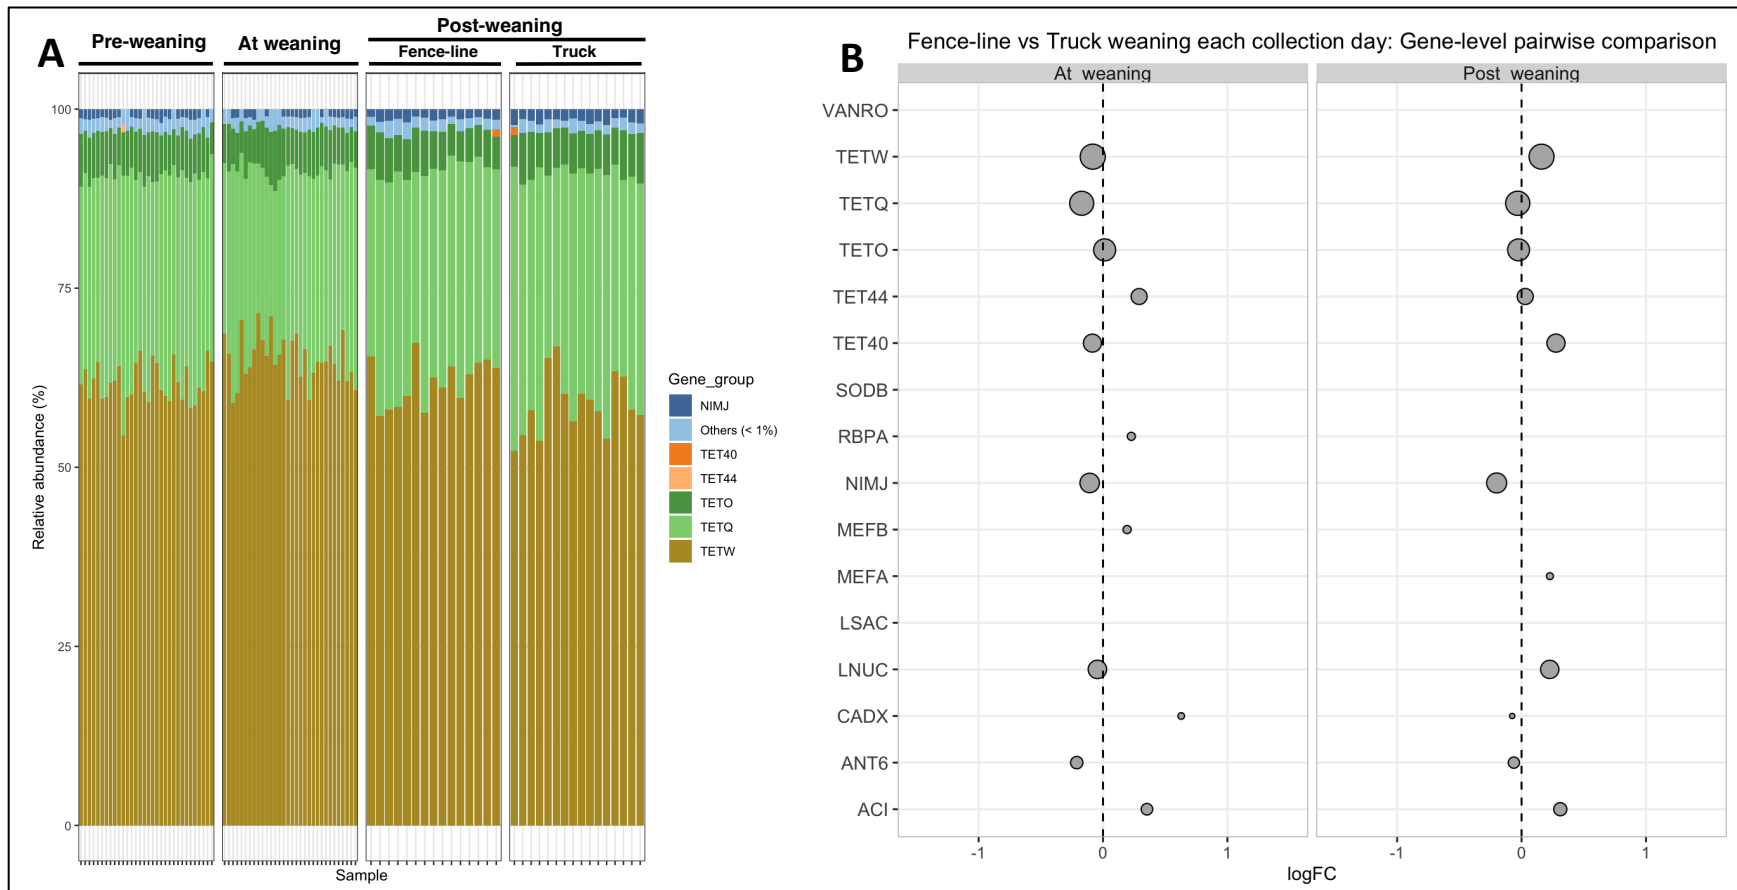 A
Pre-weaning
At weaning
Post-weaning
Fence-line
Truck
100
75
50
25
0
Relative abundance (%)
Sample
Gene_group
NIMJ
Others (< 1%)
TET40
TET44
TETO
TETQ
TETW
B
Fence-line vs Truck weaning each collection day: Gene-level pairwise comparison
At weaning
Post weaning
VANRO
TETW
TETQ
TETO
TET44
TET40
SODB
RBPA
NIMJ
MEFB
MEFA
LSAC
LNUC
CADX
ANT6
ACI
-1 0 1
-1 0 1
logFC